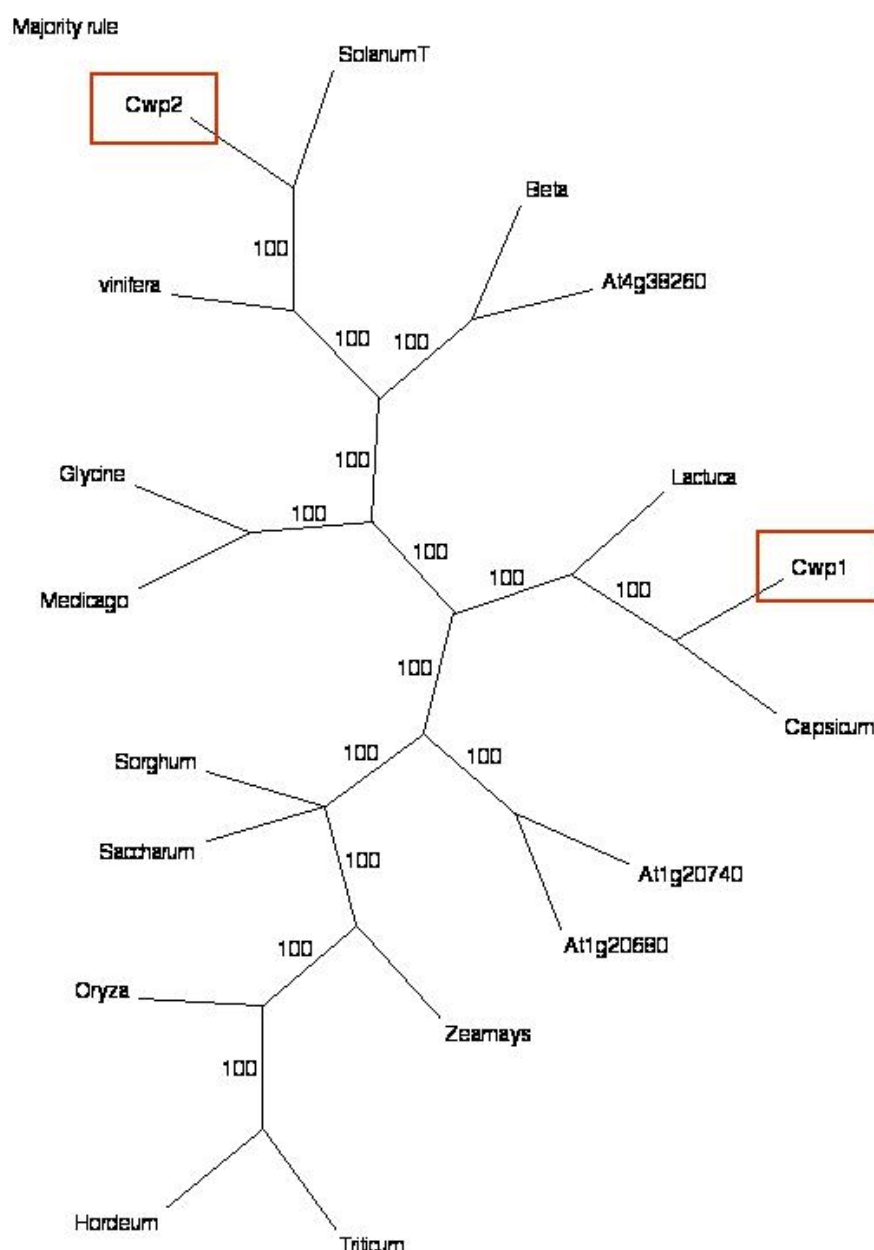 Majority rule
SolanumT
Cwp2
Beta
100
At4g38260
vinifera
100
100
100
Glycine
Lactuca
100
100
Cwp1
100
100
Medicago
100
Capsicum
100
100
Sorghum
Saccharum
100
At1g20740
At1g20680
100
Oryza
Zeamays
100
Hordeum
Triticum